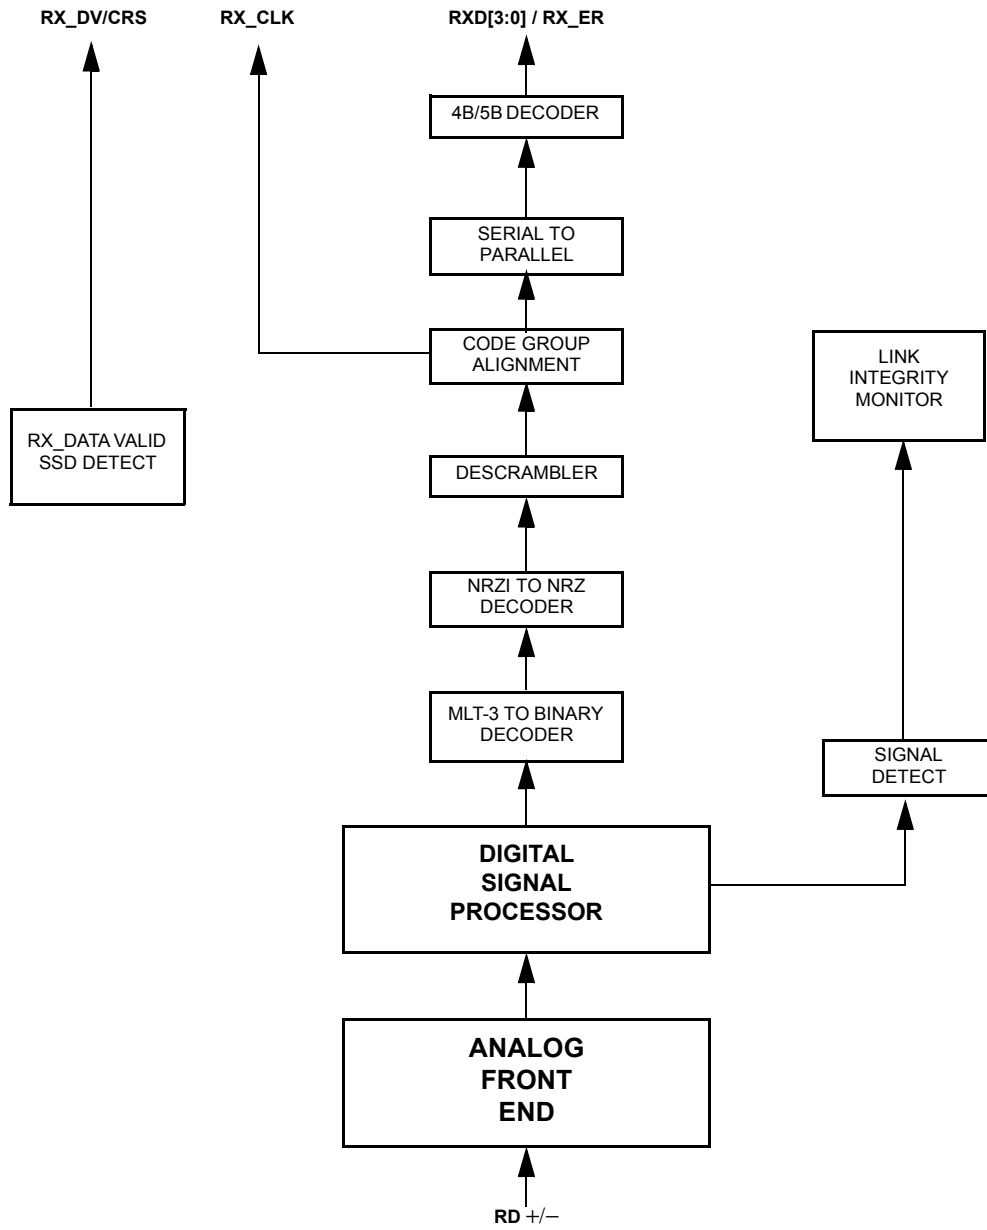 RX_DV/CRS
RX_CLK
RXD[3:0] / RX_ER
4B/5B DECODER
SERIAL TO
PARALLEL
CODE GROUP
ALIGNMENT
LINK
INTEGRITY
MONITOR
RX_DATA VALID
SSD DETECT
DESCRAMBLER
NRZI TO NRZ
DECODER
MLT-3 TO BINARY
DECODER
SIGNAL
DETECT
DIGITAL
SIGNAL
PROCESSOR
ANALOG
FRONT
END
RD +/−